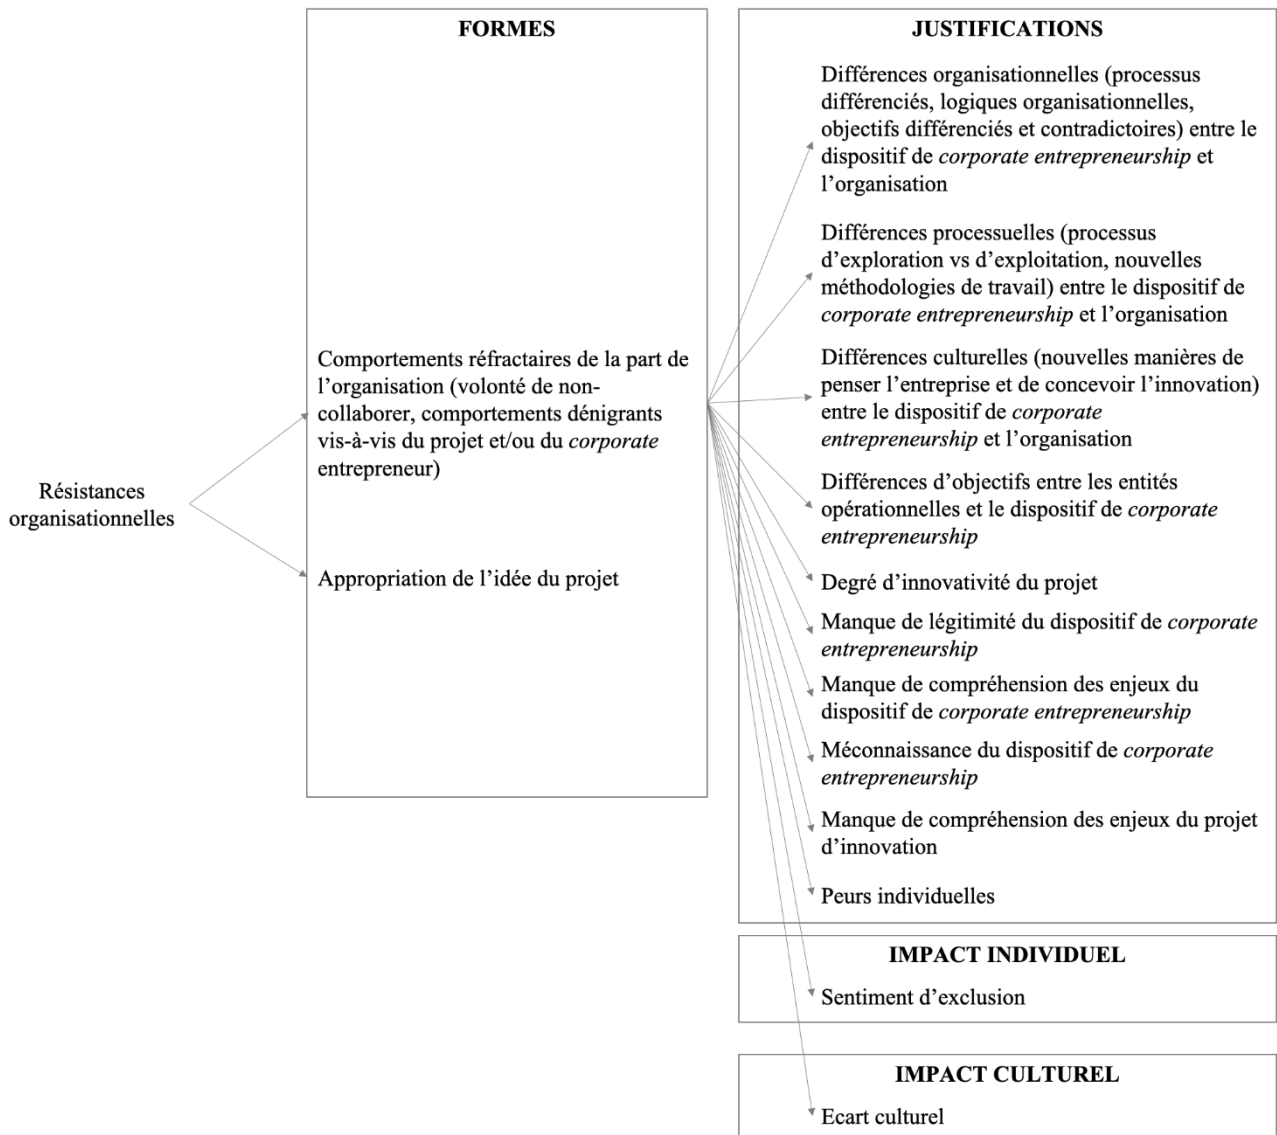 Résistances
organisationnelles
FORMES
Comportements réfractaires de la part de
l’organisation (volonté de non-
collaborer, comportements dénigrants
vis-à-vis du projet et/ou du corporate
entrepreneur)
Appropriation de l’idée du projet
JUSTIFICATIONS
Différences organisationnelles (processus
différenciés, logiques organisationnelles,
objectifs différenciés et contradictoires) entre le
dispositif de corporate entrepreneurship et
l’organisation
Différences processuelles (processus
d’exploration vs d’exploitation, nouvelles
méthodologies de travail) entre le dispositif de
corporate entrepreneurship et l’organisation
Différences culturelles (nouvelles manières de
penser l’entreprise et de concevoir l’innovation)
entre le dispositif de corporate
entrepreneurship et l’organisation
Différences d’objectifs entre les entités
opérationnelles et le dispositif de corporate
entrepreneurship
Degré d’innovativité du projet
Manque de légitimité du dispositif de corporate
entrepreneurship
Manque de compréhension des enjeux du
dispositif de corporate entrepreneurship
Méconnaissance du dispositif de corporate
entrepreneurship
Manque de compréhension des enjeux du projet
d’innovation
Peurs individuelles
IMPACT INDIVIDUEL
Sentiment d’exclusion
IMPACT CULTUREL
Ecart culturel